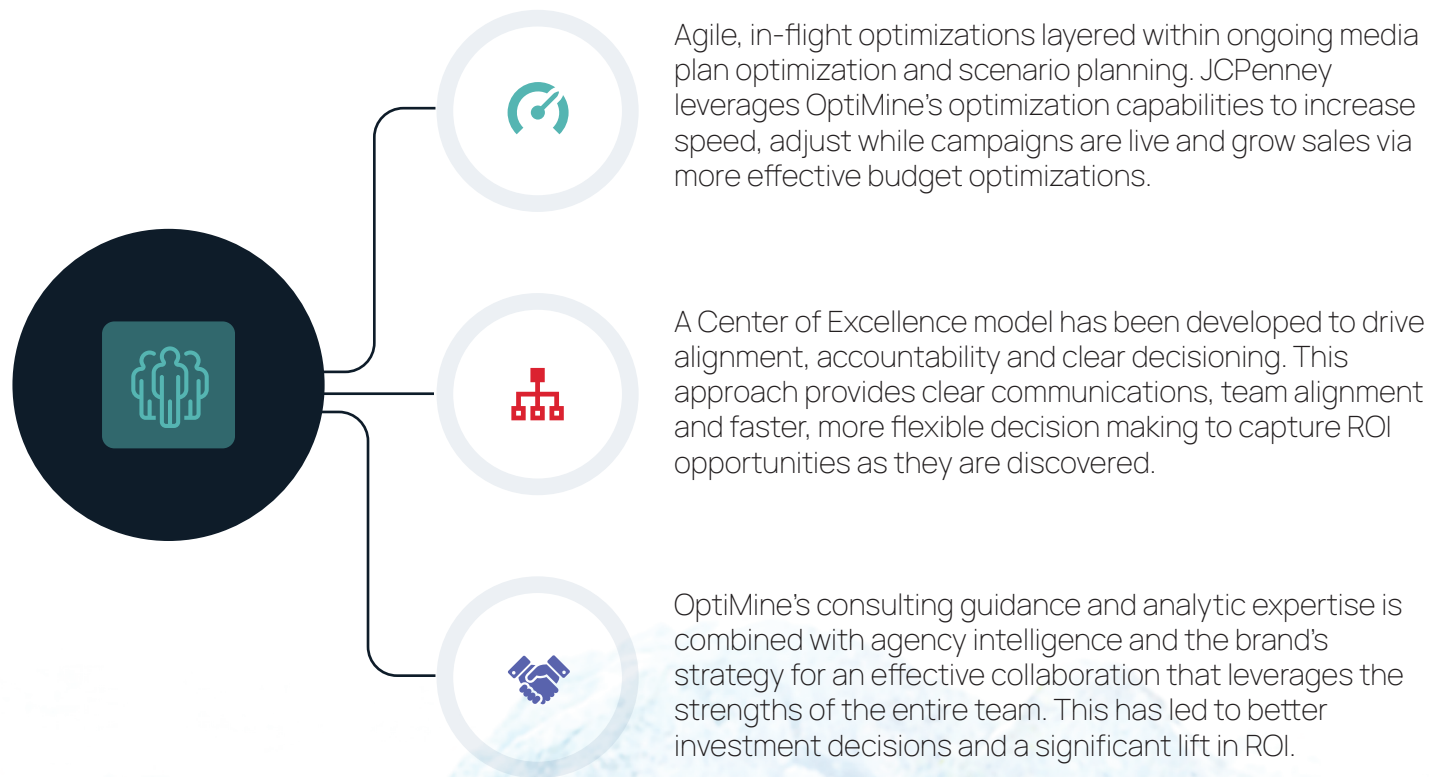 Agile, in-flight optimizations layered within ongoing media
plan optimization and scenario planning. JCPenney
leverages OptiMine’s optimization capabilities to increase
speed, adjust while campaigns are live and grow sales via
more effective budget optimizations.
A Center of Excellence model has been developed to drive
alignment, accountability and clear decisioning. This
approach provides clear communications, team alignment
and faster, more flexible decision making to capture ROI
opportunities as they are discovered.
OptiMine’s consulting guidance and analytic expertise is
combined with agency intelligence and the brand’s
strategy for an effective collaboration that leverages the
strengths of the entire team. This has led to better
investment decisions and a significant lift in ROI.